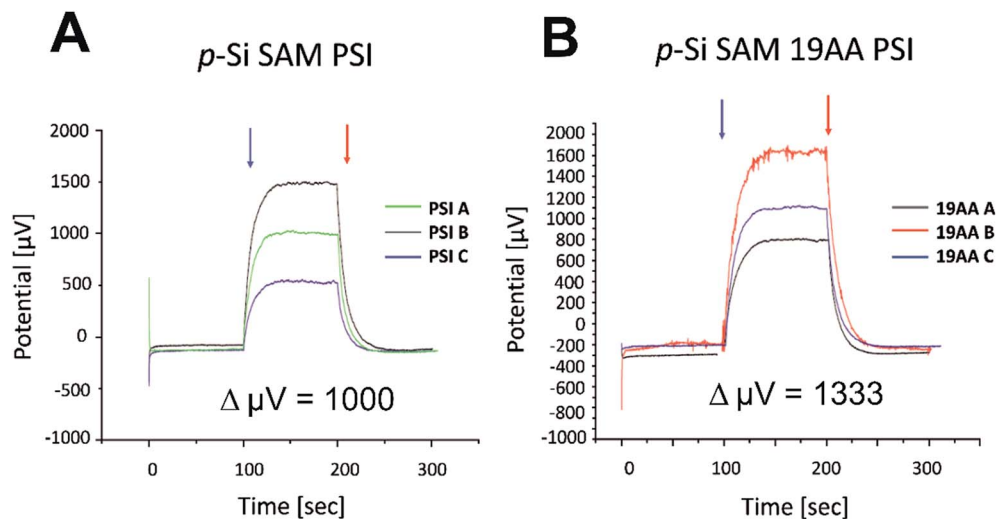 A
p-Si SAM PSI
2000
1500
1000
500
0
-500
-1000
Potential [µV]
PSI A
PSI B
PSI C
Δ µV = 1000
0
100
200
300
Time [sec]
B
p-Si SAM 19AA PSI
2000
1600
1400
1200
1000
800
600
400
200
0
-200
-400
-600
-800
-1000
Potential [µV]
19AA A
19AA B
19AA C
Δ µV = 1333
0
100
200
300
Time [sec]